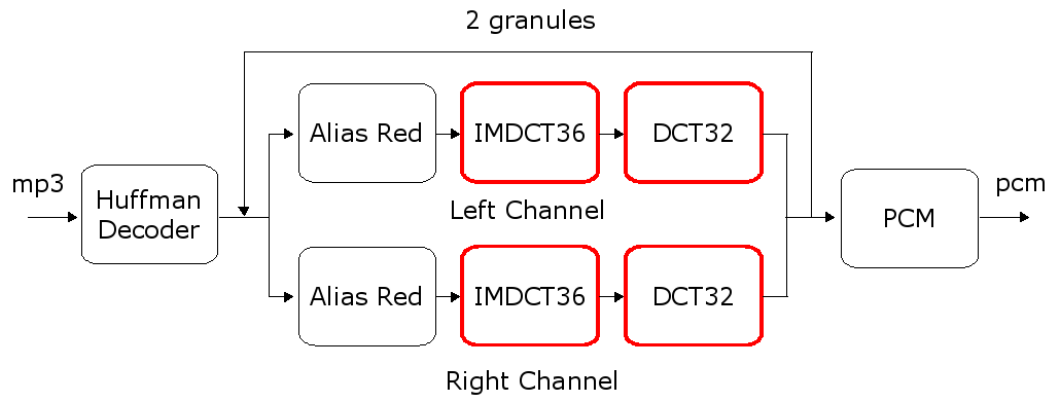 2 granules
Alias Red
IMDCT36
DCT32
mp3
Huffman
Decoder
Left Channel
PCM
pcm
Alias Red
IMDCT36
DCT32
Right Channel